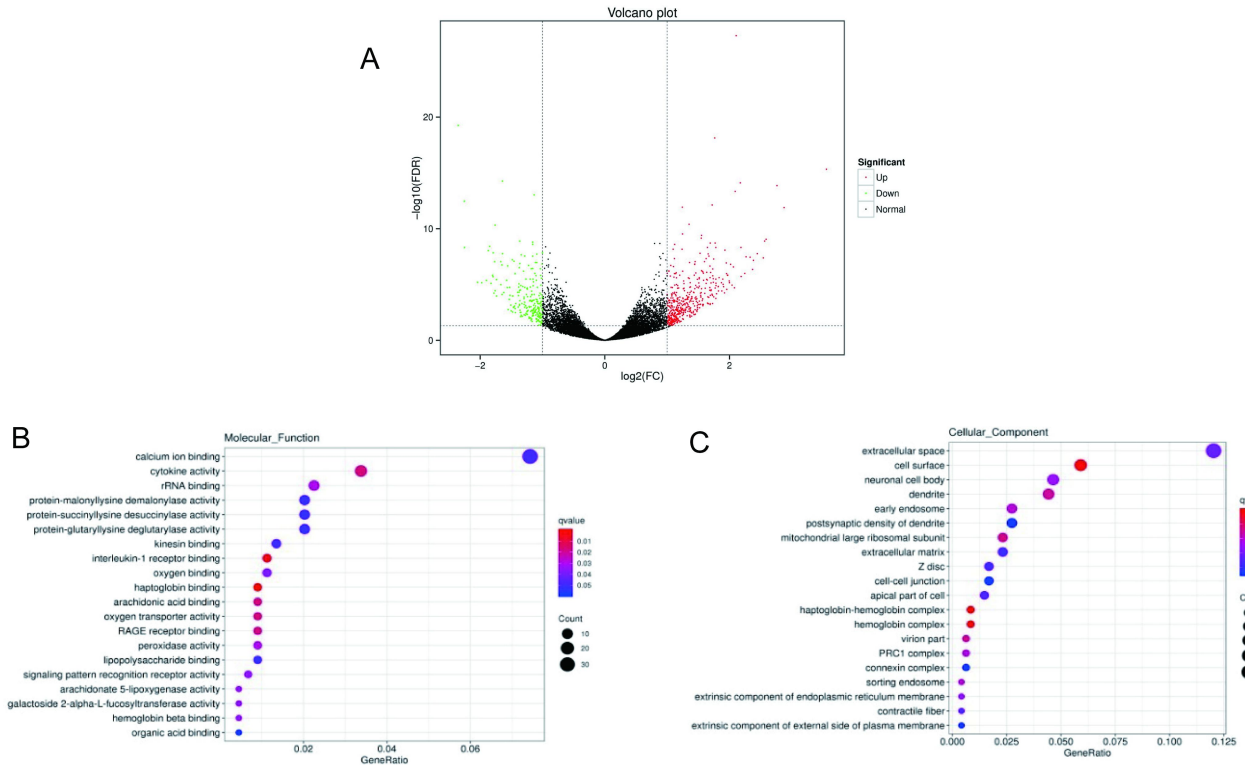 Volcano plot
A
20
10
0
−log10(FDR)
−2
0
2
log2(FC)
Significant
Up
Down
Normal
B
Molecular_Function
calcium ion binding
cytokine activity
rRNA binding
protein-malonyllysine demalonylase activity
protein-succinyllysine desuccinylase activity
protein-glutaryllysine deglutarylase activity
kinesin binding
interleukin-1 receptor binding
oxygen binding
haptoglobin binding
arachidonic acid binding
oxygen transporter activity
RAGE receptor binding
peroxidase activity
lipopolysaccharide binding
signaling pattern recognition receptor activity
arachidonate 5-lipoxygenase activity
galactoside 2-alpha-L-fucosyltransferase activity
hemoglobin beta binding
organic acid binding
0.02
0.04
0.06
GeneRatio
qvalue
0.01
0.02
0.03
0.04
0.05
Count
10
20
30
C
Cellular_Component
extracellular space
cell surface
neuronal cell body
dendrite
early endosome
postsynaptic density of dendrite
mitochondrial large ribosomal subunit
extracellular matrix
Z disc
cell-cell junction
apical part of cell
haptoglobin-hemoglobin complex
hemoglobin complex
virion part
PRC1 complex
connexin complex
sorting endosome
extrinsic component of endoplasmic reticulum membrane
contractile fiber
extrinsic component of external side of plasma membrane
0.000
0.025
0.050
0.075
0.100
0.125
GeneRatio